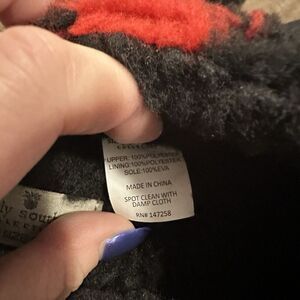 UPPER: 100%POLYESTER
LINING: 100%POLYESTER
SOLE: 100%EVA
MADE IN CHINA
SPOT CLEAN WITH
DAMP CLOTH
RN# 147258